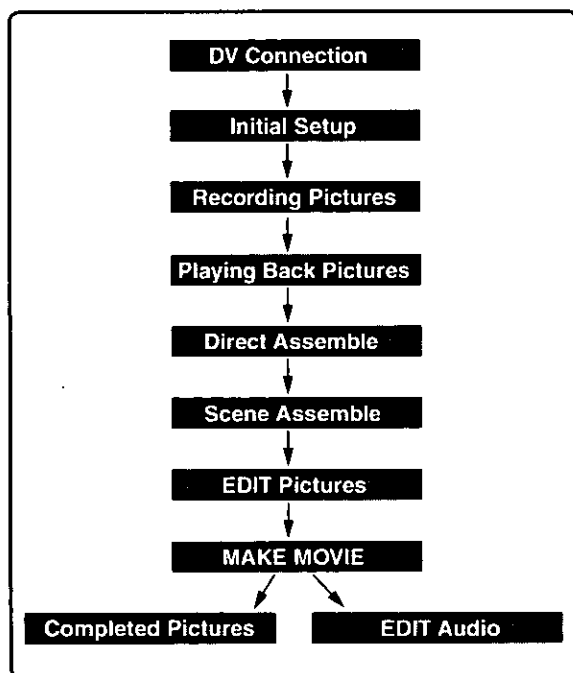 DV Connection
Initial Setup
Recording Pictures
Playing Back Pictures
Direct Assemble
Scene Assemble
EDIT Pictures
MAKE MOVIE
Completed Pictures
EDIT Audio